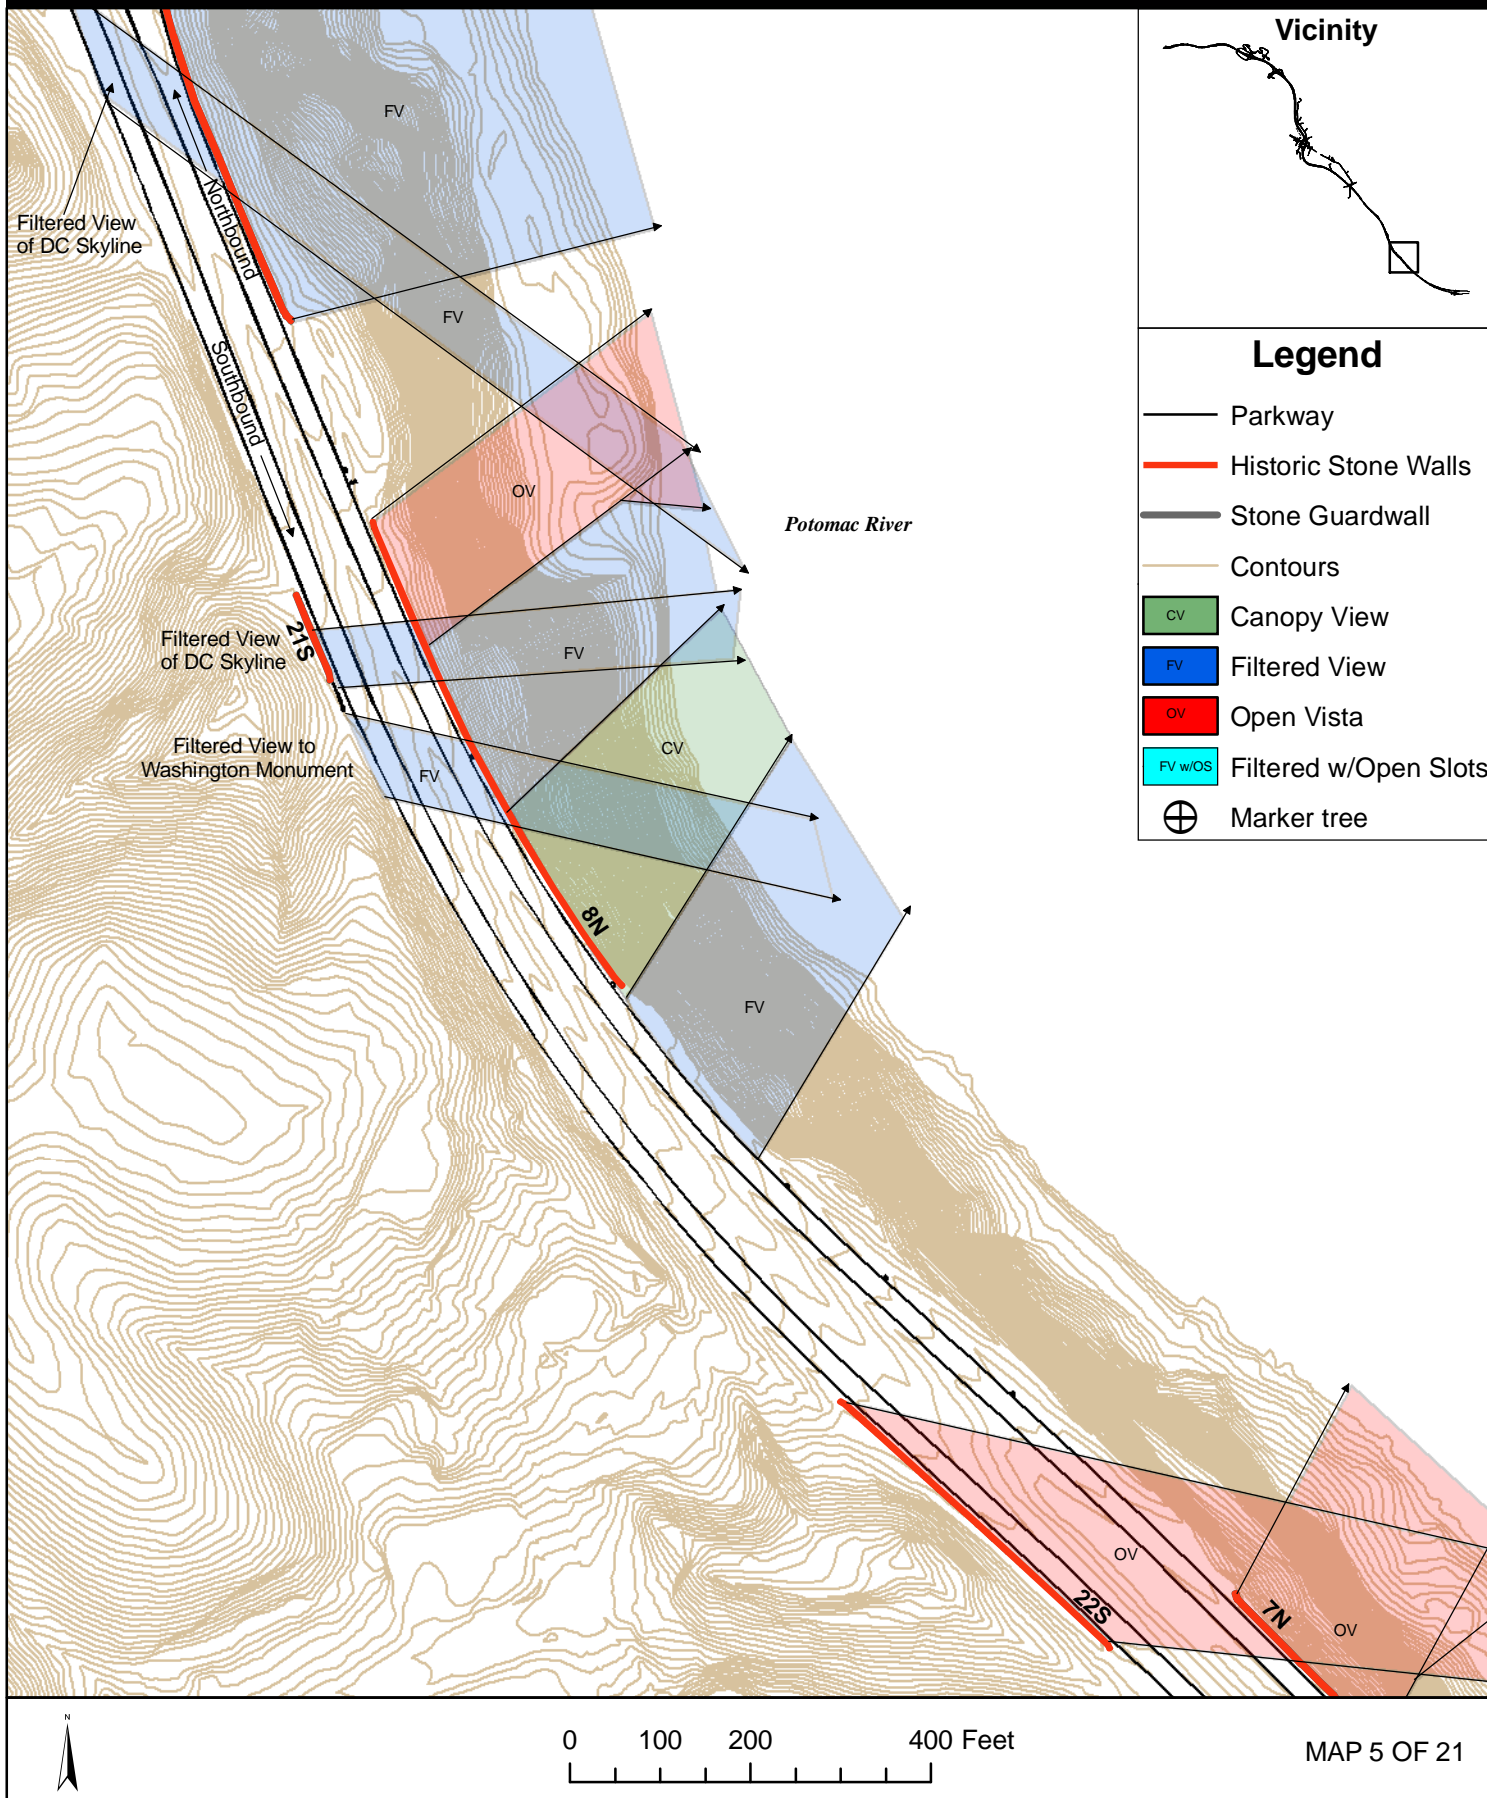 Vicinity
FV
Northbound
Filtered View
of DC Skyline
FV
Southbound
OV
Potomac River
21S
Filtered View
of DC Skyline
FV
Filtered View to
Washington Monument
FV
CV
8N
FV
OV
22S
7N
OV
Legend
Parkway
Historic Stone Walls
Stone Guardwall
Contours
CV Canopy View
FV Filtered View
OV Open Vista
FV w/OS Filtered w/Open Slots
Marker tree
N
0 100 200 400 Feet
MAP 5 OF 21